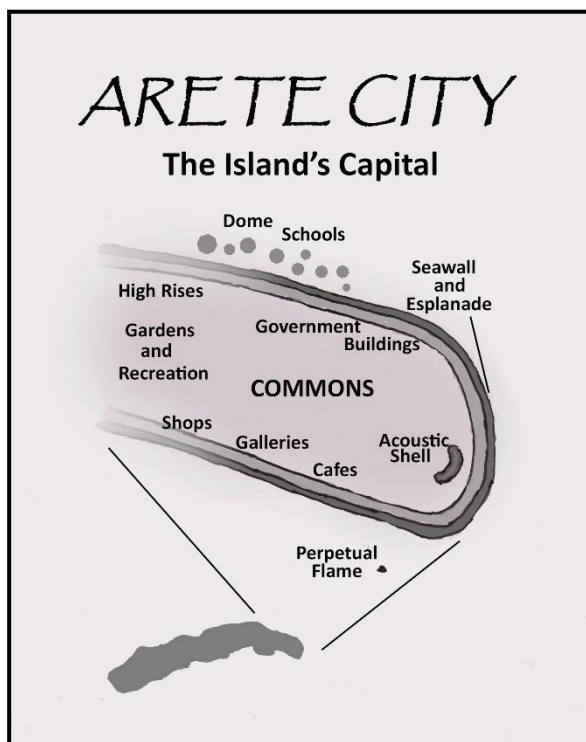 ARETE CITY
The Island's Capital
Dome
Schools
Seawall
and
Esplanade
High Rises
Government
Buildings
Gardens
and
Recreation
COMMONS
Shops
Galleries
Cafes
Acoustic
Shell
Perpetual
Flame